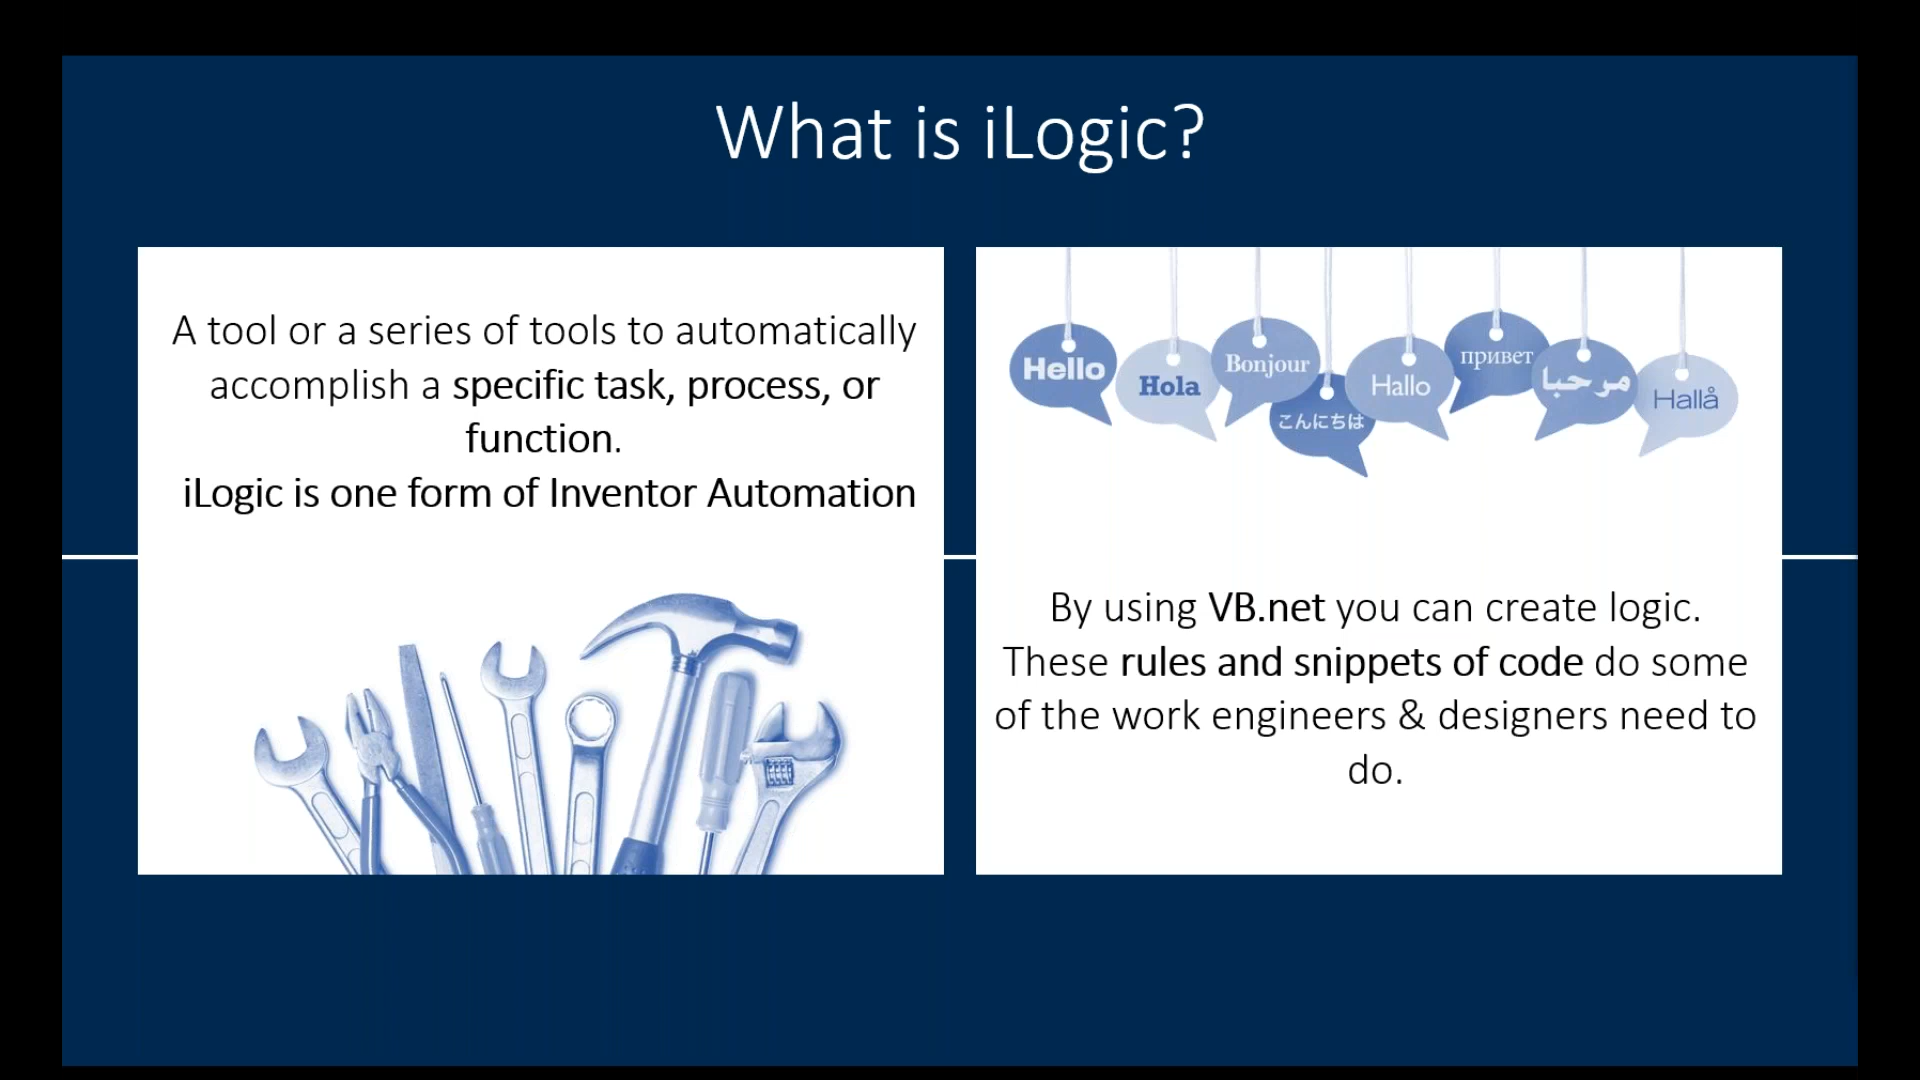 What is iLogic?
A tool or a series of tools to automatically
accomplish a specific task, process, or
function.
iLogic is one form of Inventor Automation
Hello
Hola
Bonjour
こんにちは
Hallo
привет
مرحبا
Hallå
By using VB.net you can create logic.
These rules and snippets of code do some
of the work engineers & designers need to
do.